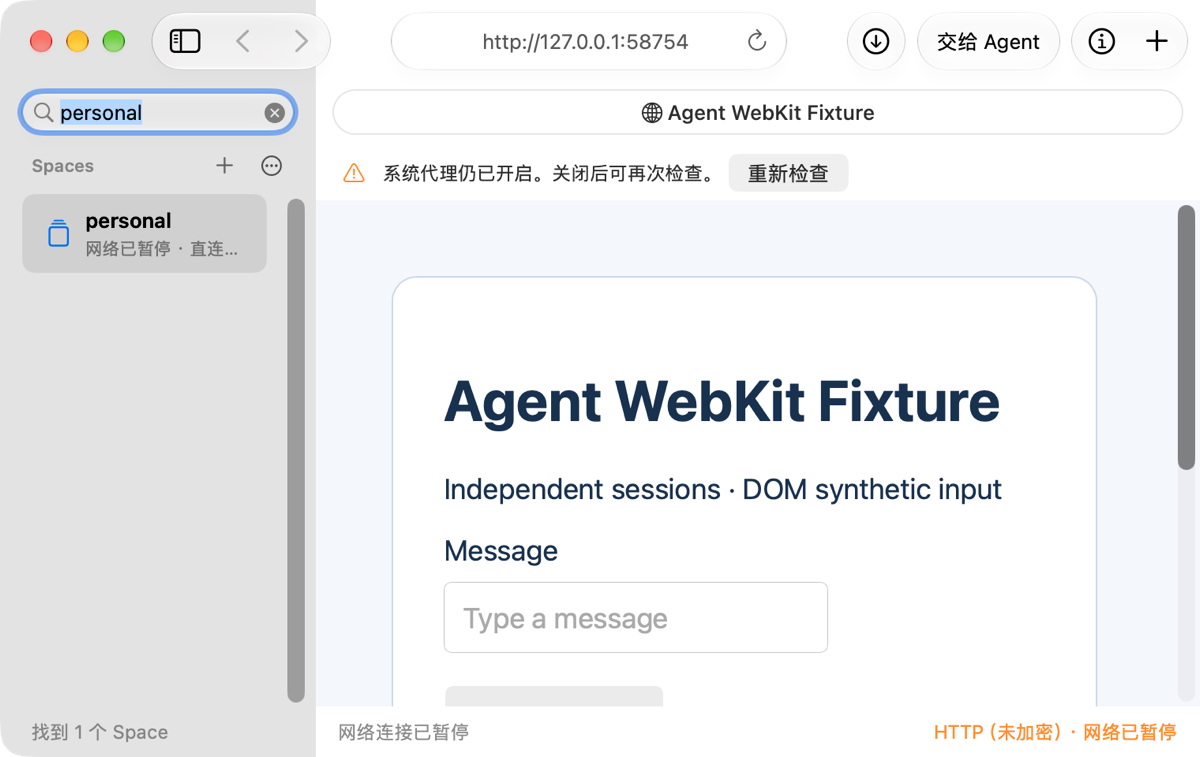 http://127.0.0.1:58754
交给 Agent
personal
Agent WebKit Fixture
Spaces
系统代理仍已开启。关闭后可再次检查。
重新检查
personal
网络已暂停 · 直连...
Agent WebKit Fixture
Independent sessions · DOM synthetic input
Message
Type a message
找到 1 个 Space
网络连接已暂停
HTTP (未加密) · 网络已暂停